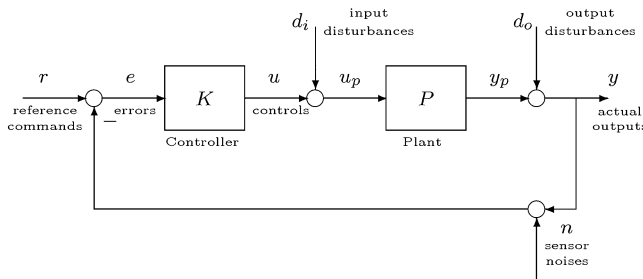 d_i
input
disturbances
d_o
output
disturbances
r
e
u
u_p
y_p
y
K
P
reference
commands
−
errors
controls
actual
outputs
Controller
Plant
n
sensor
noises